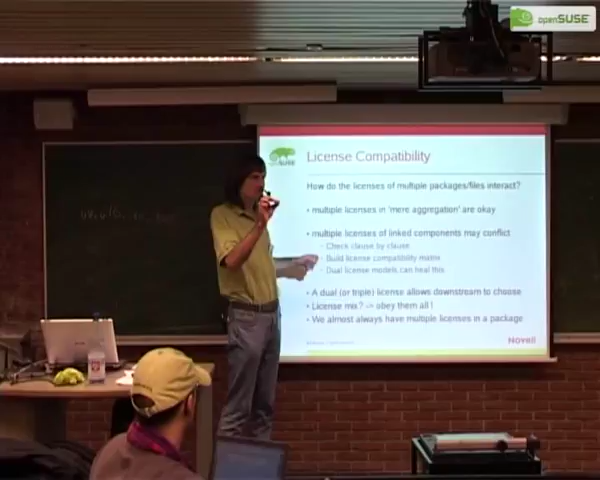 openSUSE
SUSE
License Compatibility
How do the licenses of multiple packages/files interact?
• multiple licenses in 'mere aggregation' are okay
• multiple licenses of linked components may conflict
- Check clause by clause
- Build license compatibility matrix
- Dual license models can heal this
• A dual (or triple) license allows downstream to choose
• License mix? -> obey them all !
• We almost always have multiple licenses in a package
Novell